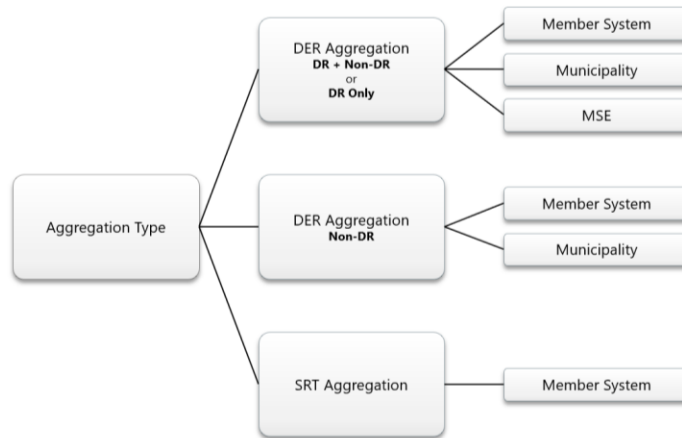 Aggregation Type
DER Aggregation
DR + Non-DR
or
DR Only
Member System
Municipality
MSE
DER Aggregation
Non-DR
Member System
Municipality
SRT Aggregation
Member System